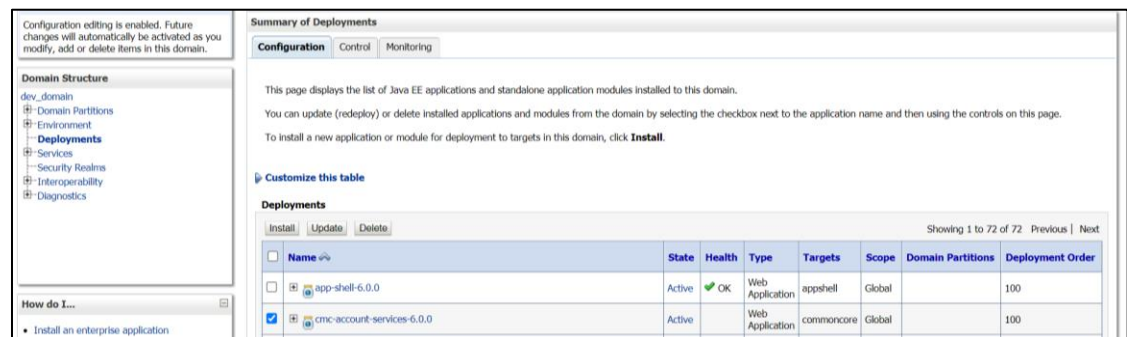 Configuration editing is enabled. Future
changes will automatically be activated as you
modify, add or delete items in this domain.
Domain Structure
dev_domain
Domain Partitions
Environment
Deployments
Services
Security Realms
Interoperability
Diagnostics
How do I...
Install an enterprise application
Summary of Deployments
Configuration Control Monitoring
This page displays the list of Java EE applications and standalone application modules installed to this domain.
You can update (redeploy) or delete installed applications and modules from the domain by selecting the checkbox next to the application name and then using the controls on this page.
To install a new application or module for deployment to targets in this domain, click Install.
Customize this table
Deployments
Install Update Delete Showing 1 to 72 of 72 Previous | Next
Name State Health Type Targets Scope Domain Partitions Deployment Order
app-shell-6.0.0 Active OK Web Application appshell Global 100
cmc-account-services-6.0.0 Active Web Application commoncore Global 100